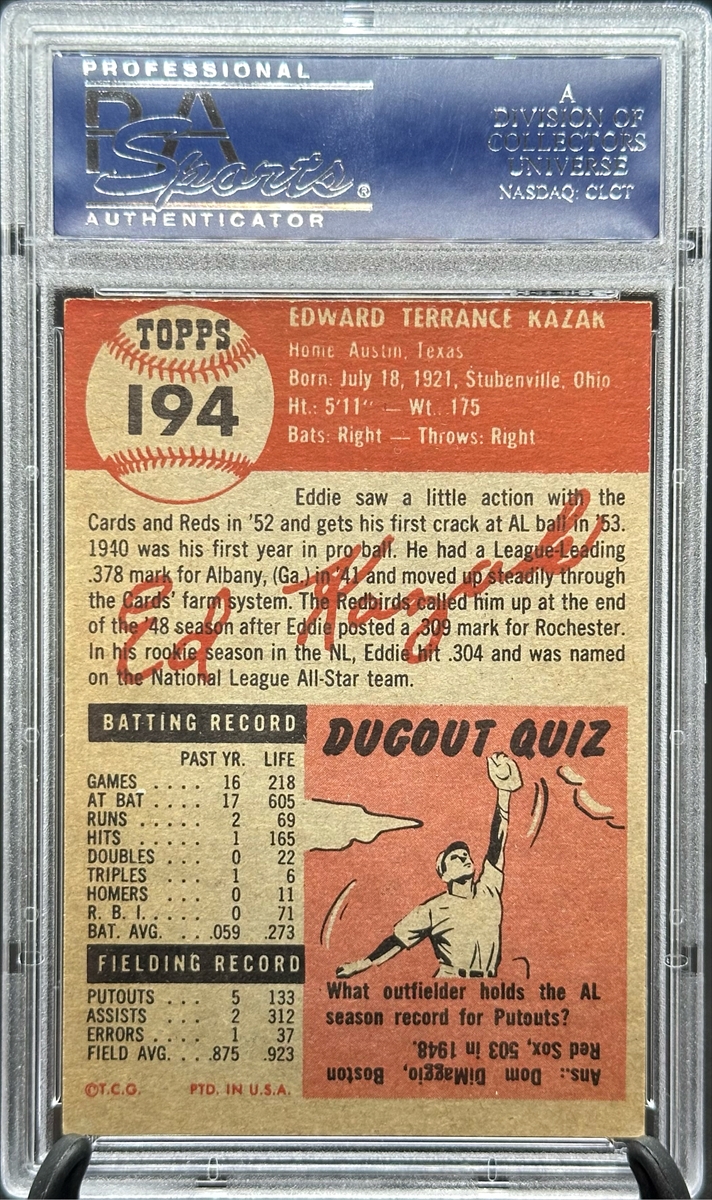 PROFESSIONAL
PSA
Sports®
AUTHENTICATOR
A
DIVISION OF
COLLECTORS
UNIVERSE
NASDAQ: CLCT
TOPPS
194
EDWARD TERRANCE KAZAK
Home Austin, Texas
Born: July 18, 1921, Stubenville, Ohio
Ht.: 5'11" — Wt.: 175
Bats: Right — Throws: Right
Eddie saw a little action with the
Cards and Reds in '52 and gets his first crack at AL ball in '53.
1940 was his first year in pro ball. He had a League-Leading
.378 mark for Albany, (Ga.) in '41 and moved up steadily through
the Cards' farm system. The Redbirds called him up at the end
of the '48 season after Eddie posted a .309 mark for Rochester.
In his rookie season in the NL, Eddie hit .304 and was named
on the National League All-Star team.
Ed Kazak
BATTING RECORD
PAST YR. LIFE
GAMES .... 16 218
AT BAT .... 17 605
RUNS ..... 2 69
HITS ..... 1 165
DOUBLES ... 0 22
TRIPLES ... 1 6
HOMERS ... 0 11
R. B. I. .... 0 71
BAT. AVG. .. .059 .273
FIELDING RECORD
PUTOUTS ... 5 133
ASSISTS ... 2 312
ERRORS ... 1 37
FIELD AVG. .. .875 .923
©T.C.G. PTD. IN U.S.A.
DUGOUT QUIZ
What outfielder holds the AL
season record for Putouts?
Ans.: Dom DiMaggio, Boston
Red Sox, 503 in 1948.